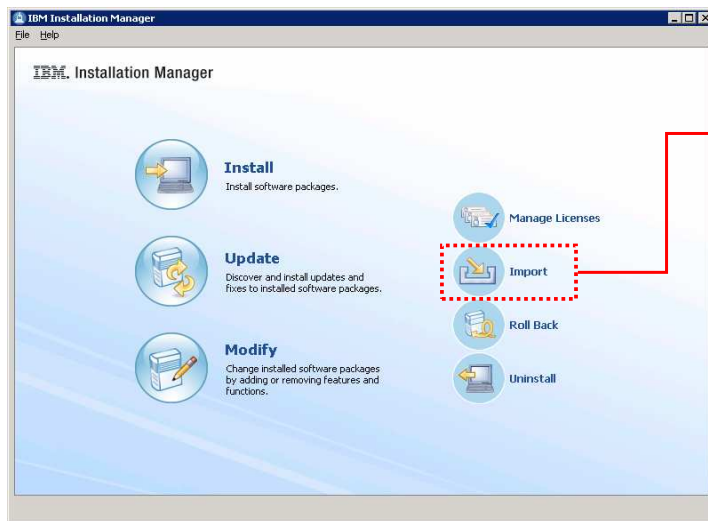 IBM Installation Manager
File Help
IBM. Installation Manager
Install
Install software packages.
Update
Discover and install updates and
fixes to installed software packages.
Modify
Change installed software packages
by adding or removing features and
functions.
Manage Licenses
Import
Roll Back
Uninstall